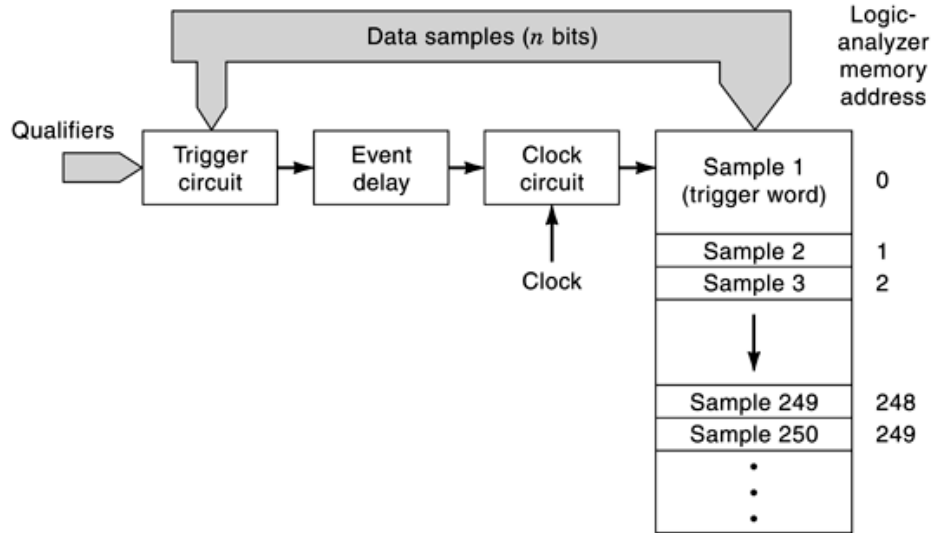 Data samples (n bits)
Logic-
analyzer
memory
address
Qualifiers
Trigger
circuit
Event
delay
Clock
circuit
Sample 1
(trigger word)
0
Sample 2
1
Clock
Sample 3
2
Sample 249
248
Sample 250
249